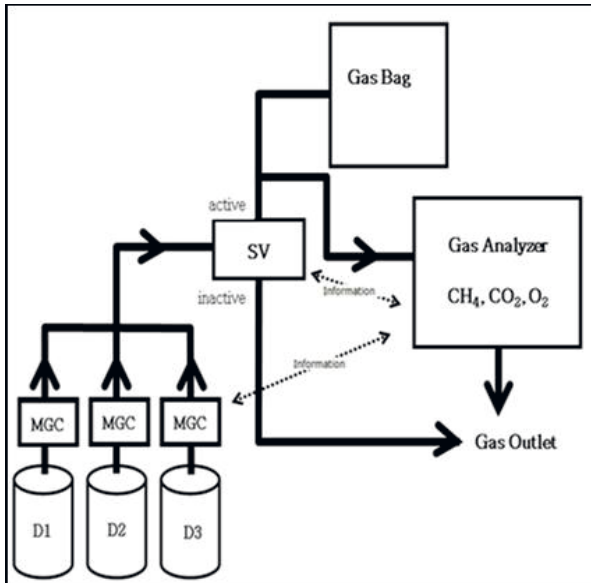 Gas Bag
active
SV
inactive
Information
Gas Analyzer
CH₄, CO₂, O₂
Information
MGC MGC MGC
Gas Outlet
D1 D2 D3